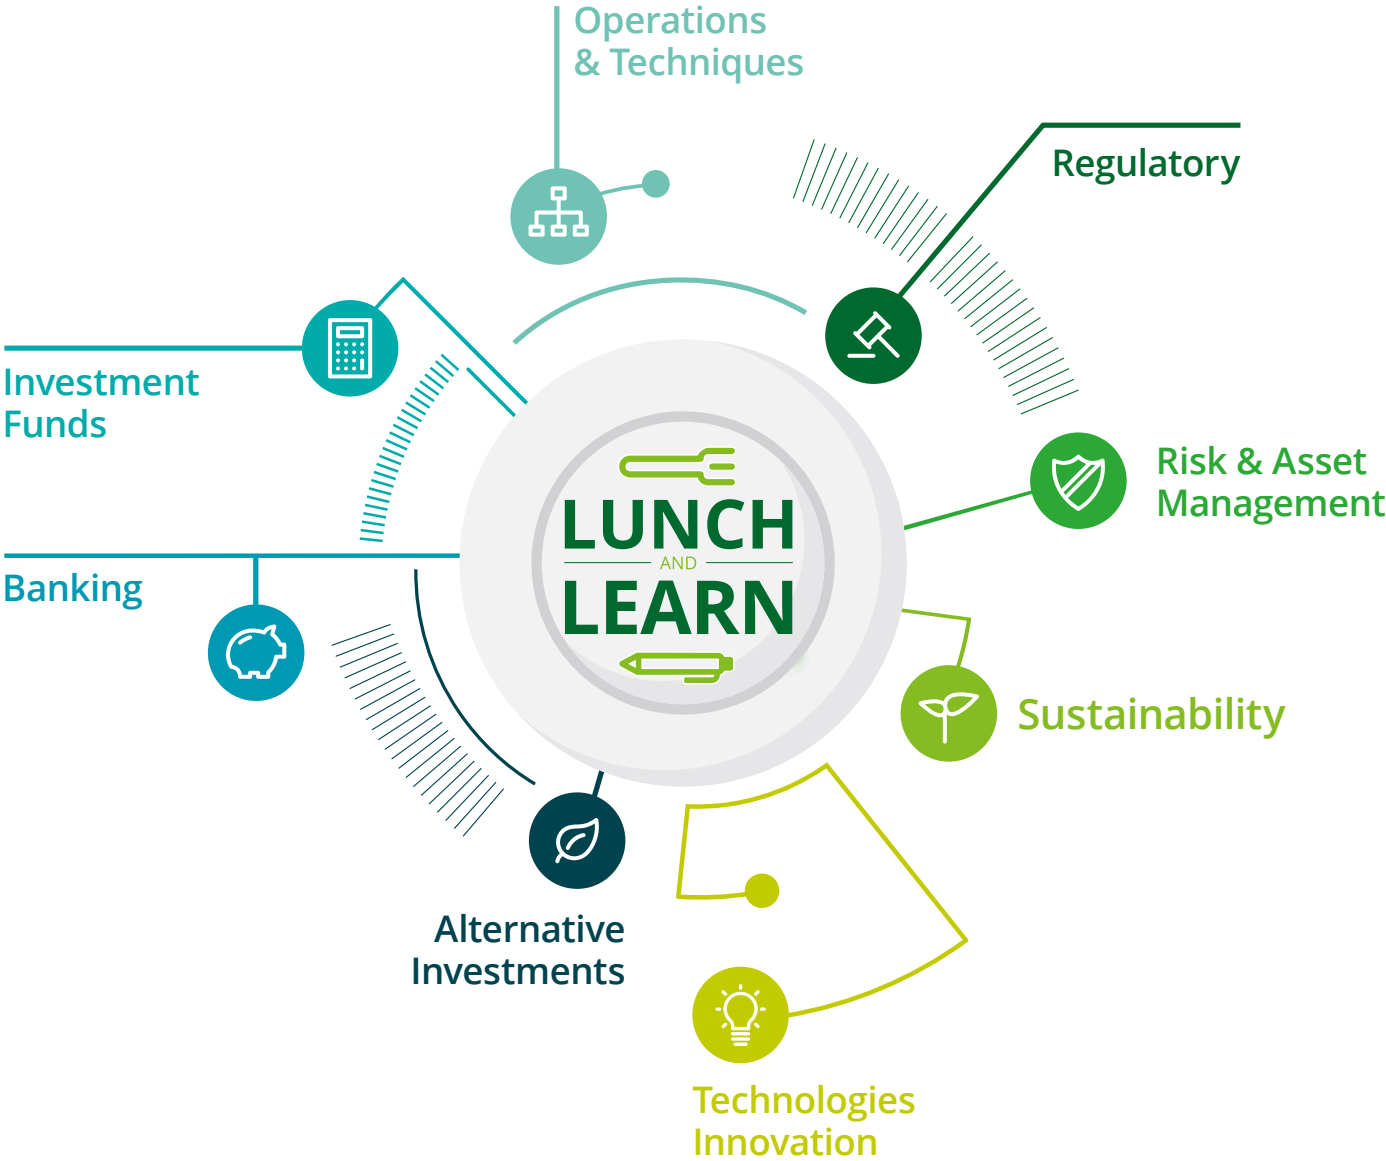 Operations
& Techniques
Regulatory
Investment
Funds
Risk & Asset
Management
LUNCH
AND
LEARN
Banking
Sustainability
Alternative
Investments
Technologies
Innovation